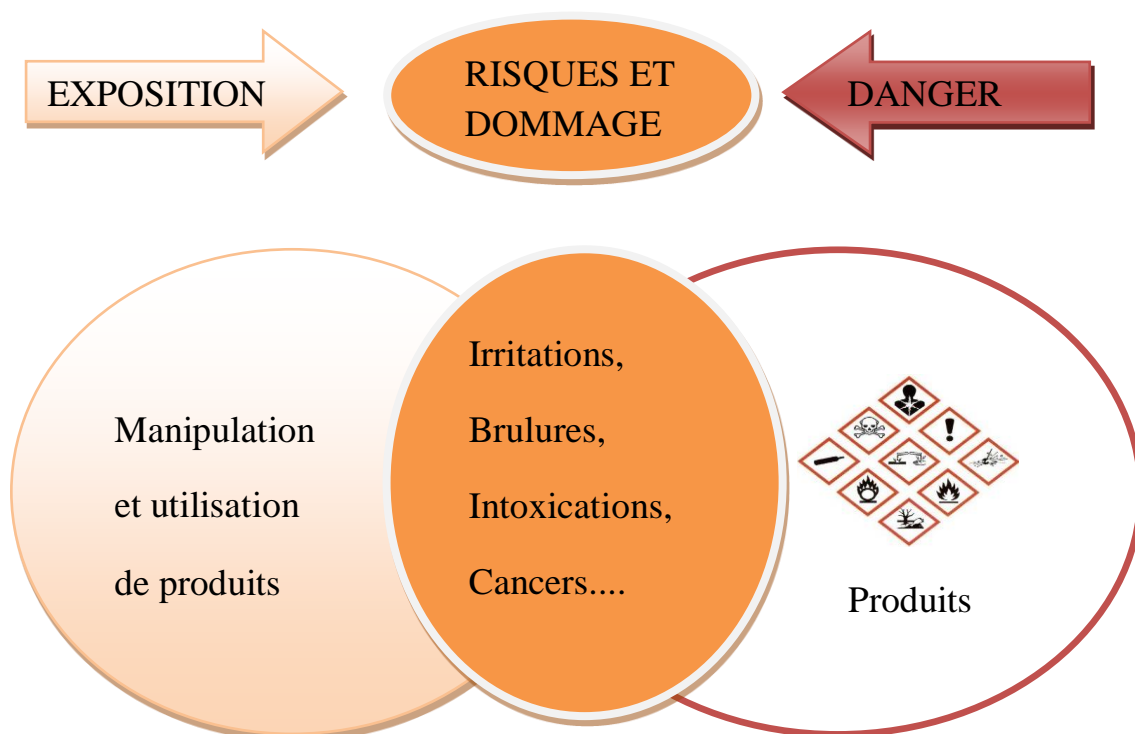 EXPOSITION
RISQUES ET
DOMMAGE
DANGER
Manipulation
et utilisation
de produits
Irritations,
Brulures,
Intoxications,
Cancers....
Produits